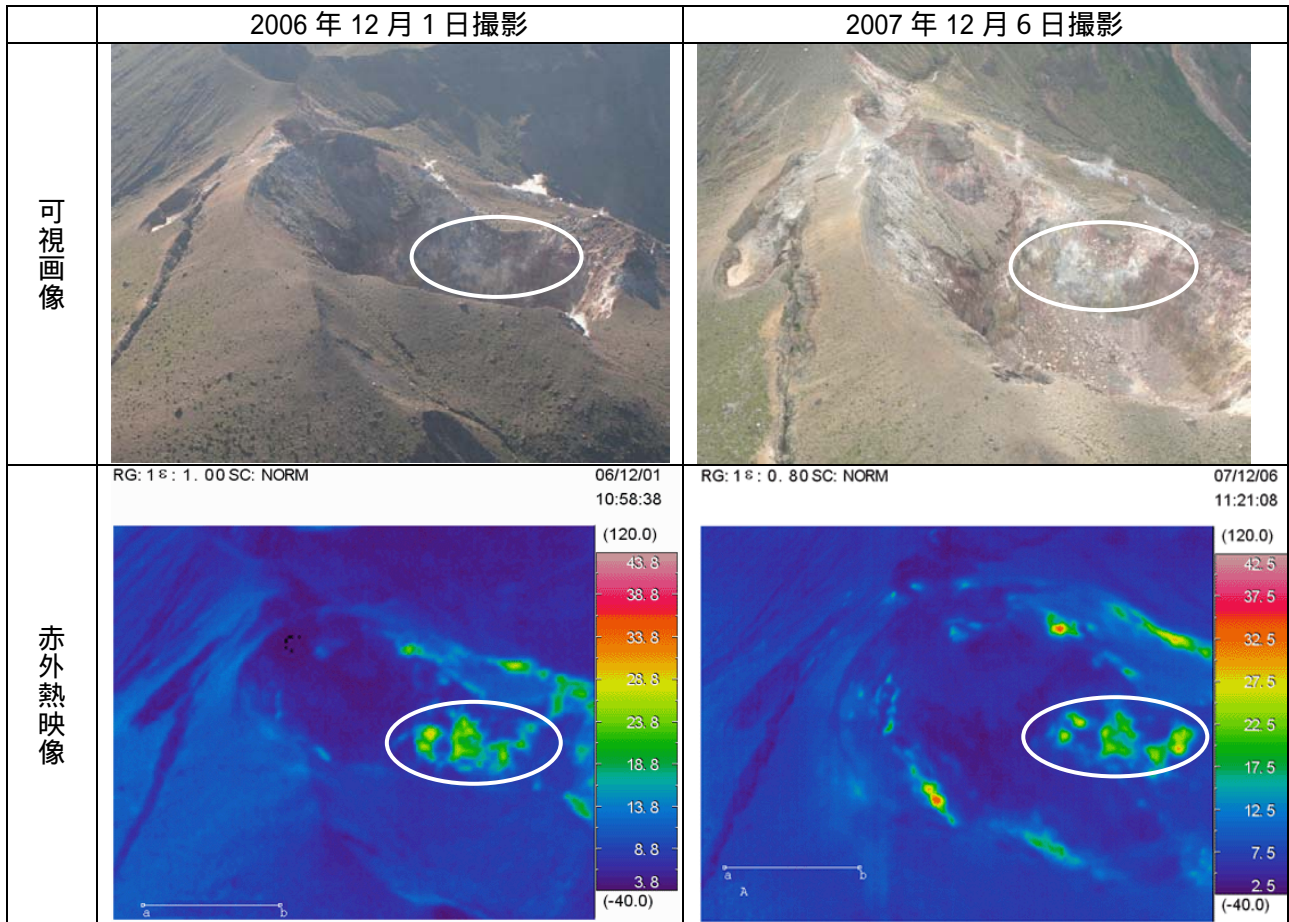 2006 年 12 月 1 日撮影
2007 年 12 月 6 日撮影
可視画像
赤外熱映像
RG: 1 ε : 1. 00 SC: NORM
06/12/01
10:58:38
(120.0)
43. 8
38. 8
33. 8
28. 8
23. 8
18. 8
13. 8
8. 8
3. 8
(-40.0)
a b
RG: 1 ε : 0. 80 SC: NORM
07/12/06
11:21:08
(120.0)
42. 5
37. 5
32. 5
27. 5
22. 5
17. 5
12. 5
7. 5
2. 5
(-40.0)
a b
A